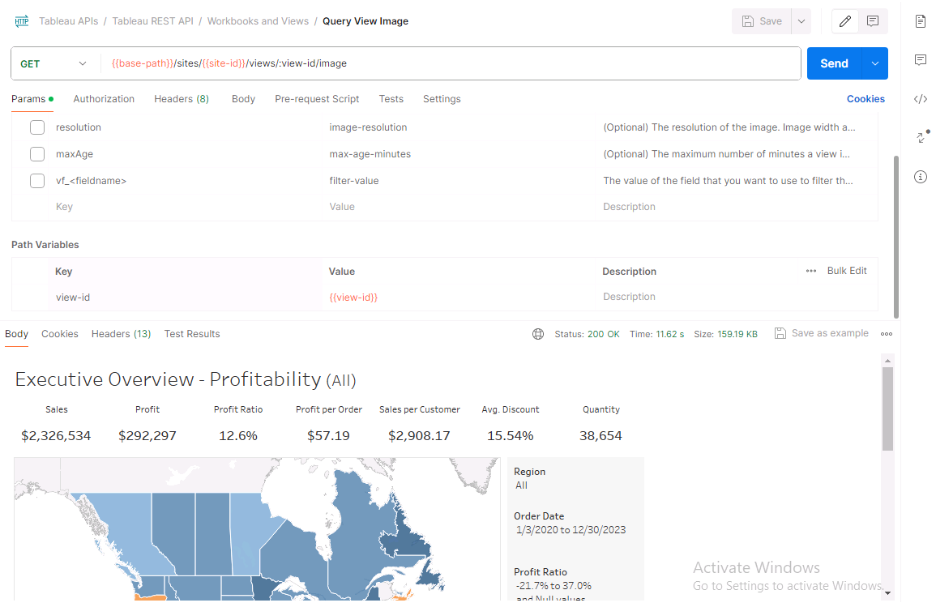 HTTP Tableau APIs / Tableau REST API / Workbooks and Views / Query View Image Save
GET {{base-path}}/sites/{{site-id}}/views/:view-id/image Send
Params Authorization Headers (8) Body Pre-request Script Tests Settings Cookies
resolution image-resolution (Optional) The resolution of the image. Image width a...
maxAge max-age-minutes (Optional) The maximum number of minutes a view i...
vf_<fieldname> filter-value The value of the field that you want to use to filter th...
Key Value Description
Path Variables
Key Value Description ••• Bulk Edit
view-id {{view-id}} Description
Body Cookies Headers (13) Test Results Status: 200 OK Time: 11.62 s Size: 159.19 KB Save as example
Executive Overview - Profitability (All)
Sales Profit Profit Ratio Profit per Order Sales per Customer Avg. Discount Quantity
$2,326,534 $292,297 12.6% $57.19 $2,908.17 15.54% 38,654
Region
All
Order Date
1/3/2020 to 12/30/2023
Profit Ratio
-21.7% to 37.0%
and Null values
Activate Windows
Go to Settings to activate Windows.